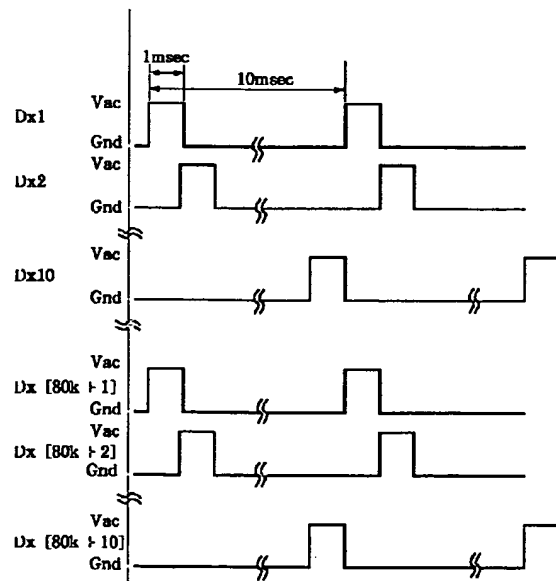 1msec
10msec
Dx1 Vac
Gnd
Dx2 Vac
Gnd
Dx10 Vac
Gnd
Vac
Dx [80k+1]
Gnd
Vac
Dx [80k+2]
Gnd
Vac
Dx [80k+10]
Gnd